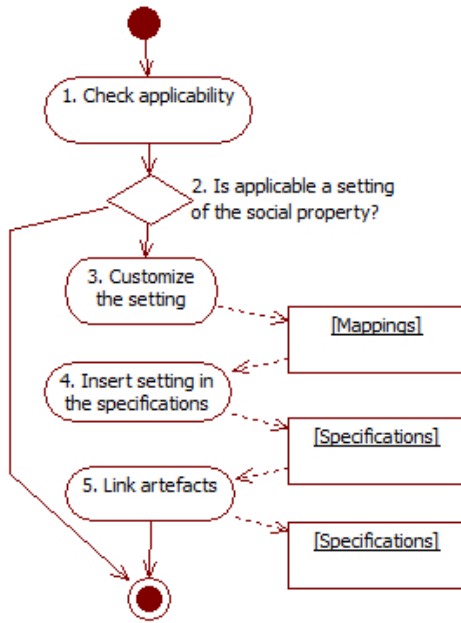 1. Check applicability
2. Is applicable a setting
of the social property?
3. Customize
the setting
[Mappings]
4. Insert setting in
the specifications
[Specifications]
5. Link artefacts
[Specifications]